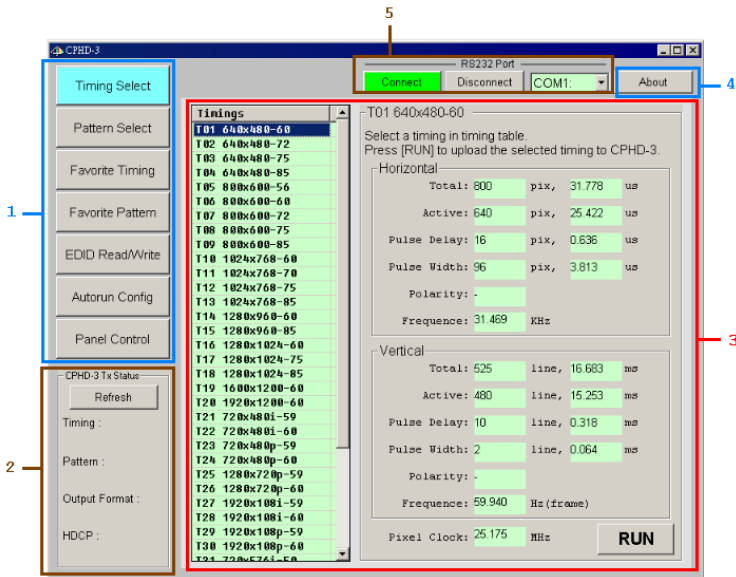 5
CPHD-3
RS232 Port
Connect Disconnect COM1: About
4
1
Timing Select
Pattern Select
Favorite Timing
Favorite Pattern
EDID Read/Write
Autorun Config
Panel Control
2
CPHD-3 Tx Status
Refresh
Timing :
Pattern :
Output Format :
HDCP :
Timings
T01 640x480-60
T02 640x480-72
T03 640x480-75
T04 640x480-85
T05 800x600-56
T06 800x600-60
T07 800x600-72
T08 800x600-75
T09 800x600-85
T10 1024x768-60
T11 1024x768-70
T12 1024x768-75
T13 1024x768-85
T14 1280x960-60
T15 1280x960-85
T16 1280x1024-60
T17 1280x1024-75
T18 1280x1024-85
T19 1600x1200-60
T20 1920x1200-60
T21 720x480i-59
T22 720x480i-60
T23 720x480p-59
T24 720x480p-60
T25 1280x720p-59
T26 1280x720p-60
T27 1920x108i-59
T28 1920x108i-60
T29 1920x108p-59
T30 1920x108p-60
T31 720x576i-50
T01 640x480-60
Select a timing in timing table.
Press [RUN] to upload the selected timing to CPHD-3.
Horizontal
Total: 800 pix, 31.778 us
Active: 640 pix, 25.422 us
Pulse Delay: 16 pix, 0.636 us
Pulse Width: 96 pix, 3.813 us
Polarity: -
Frequence: 31.469 KHz
3
Vertical
Total: 525 line, 16.683 ms
Active: 480 line, 15.253 ms
Pulse Delay: 10 line, 0.318 ms
Pulse Width: 2 line, 0.064 ms
Polarity: -
Frequence: 59.940 Hz(frame)
Pixel Clock: 25.175 MHz RUN